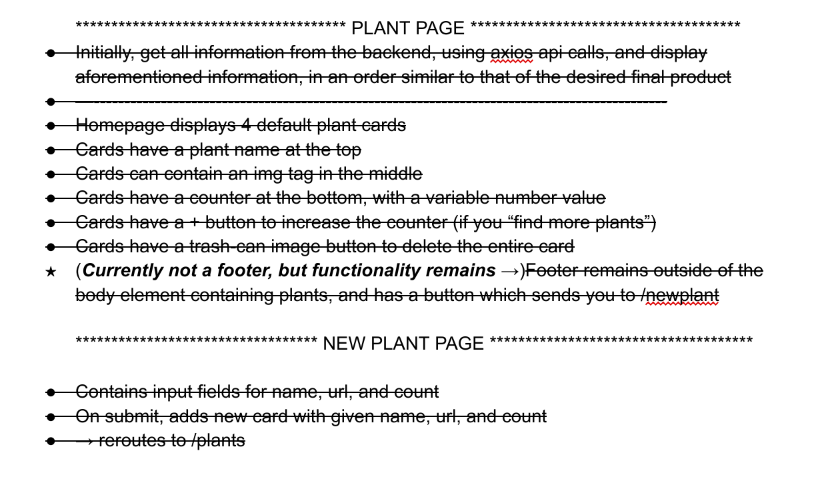 ************************************** PLANT PAGE **************************************
● Initially, get all information from the backend, using axios api calls, and display
aforementioned information, in an order similar to that of the desired final product
● ----------------------------------------------------------------------------------------------------
● Homepage displays 4 default plant cards
● Cards have a plant name at the top
● Cards can contain an img tag in the middle
● Cards have a counter at the bottom, with a variable number value
● Cards have a + button to increase the counter (if you “find more plants”)
● Cards have a trash-can image button to delete the entire card
★ (Currently not a footer, but functionality remains →)Footer remains outside of the
body element containing plants, and has a button which sends you to /newplant
********************************** NEW PLANT PAGE *************************************
● Contains input fields for name, url, and count
● On submit, adds new card with given name, url, and count
● → reroutes to /plants